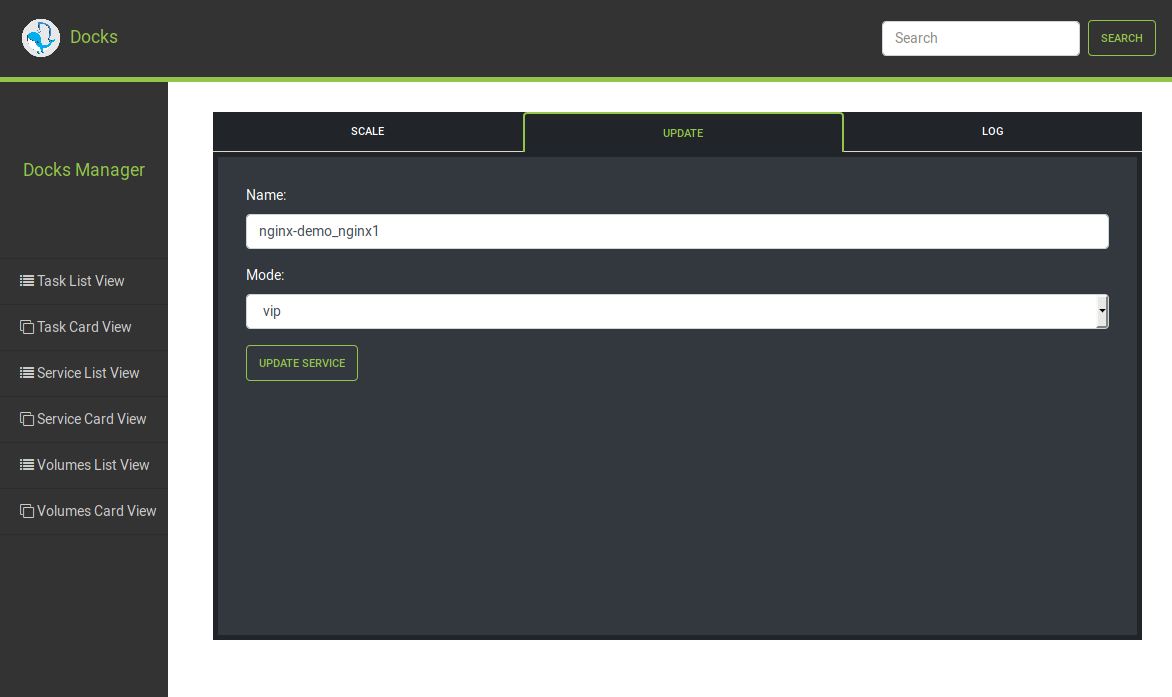 Docks
Search
SEARCH
Docks Manager
Task List View
Task Card View
Service List View
Service Card View
Volumes List View
Volumes Card View
SCALE
UPDATE
LOG
Name:
nginx-demo_nginx1
Mode:
vip
UPDATE SERVICE